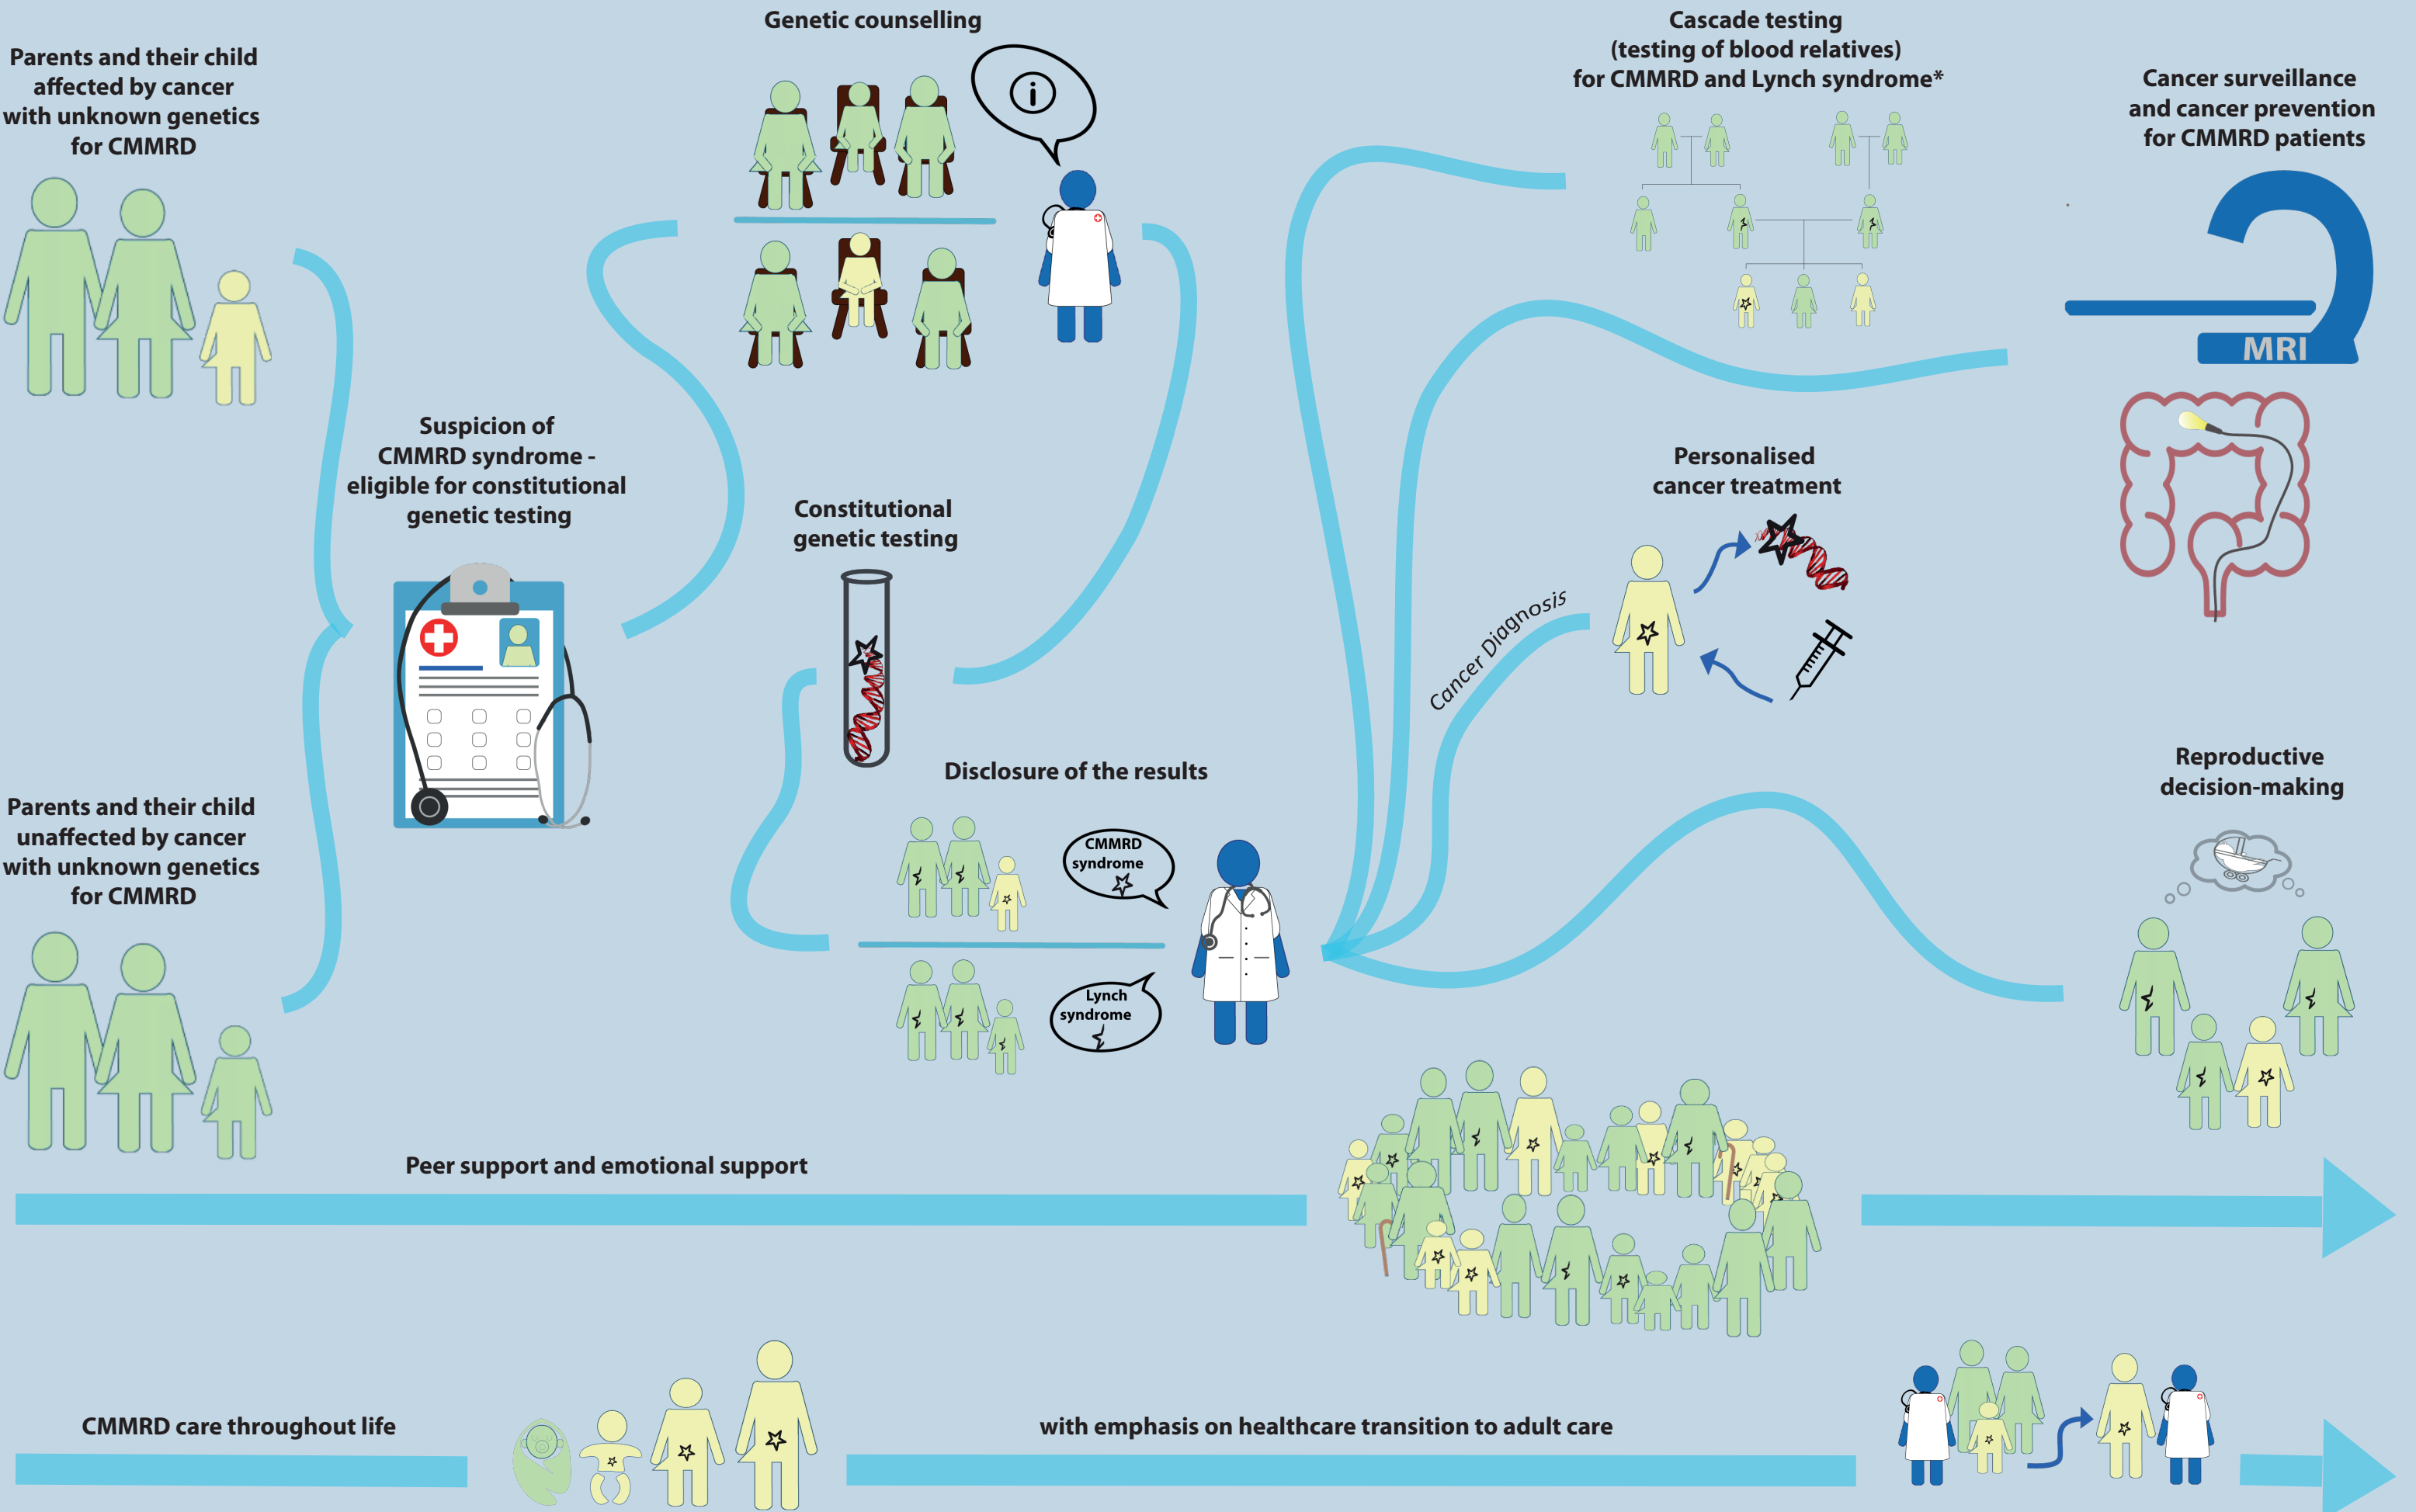 Parents and their child
affected by cancer
with unknown genetics
for CMMRD
Genetic counselling
i
Cascade testing
(testing of blood relatives)
for CMMRD and Lynch syndrome*
Cancer surveillance
and cancer prevention
for CMMRD patients
MRI
Suspicion of
CMMRD syndrome -
eligible for constitutional
genetic testing
Constitutional
genetic testing
Personalised
cancer treatment
Cancer Diagnosis
Parents and their child
unaffected by cancer
with unknown genetics
for CMMRD
Disclosure of the results
CMMRD
syndrome
Lynch
syndrome
Reproductive
decision-making
Peer support and emotional support
CMMRD care throughout life
with emphasis on healthcare transition to adult care